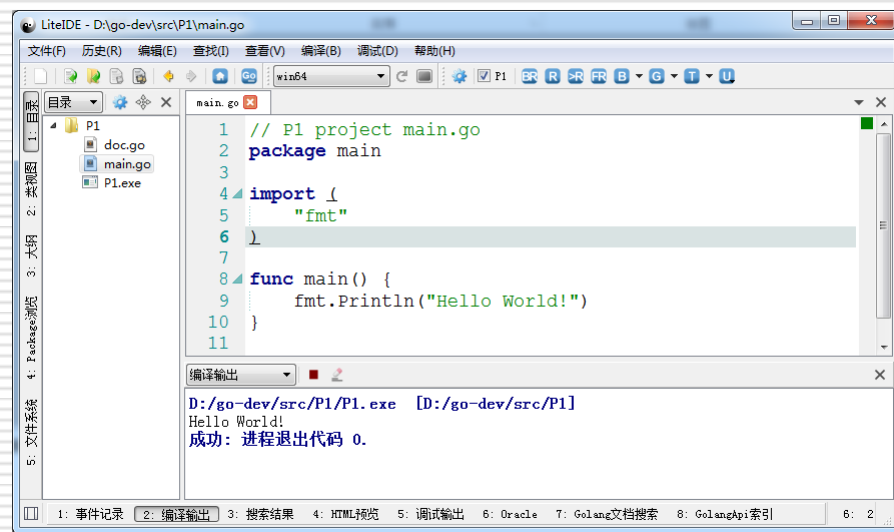 LiteIDE - D:\go-dev\src\P1\main.go
文件(F) 历史(R) 编辑(E) 查找(I) 查看(V) 编译(B) 调试(D) 帮助(H)
Go win64 P1 BR R >R FR B G T U
1: 目录
2: 类视图
3: 大纲
4: Package浏览
5: 文件系统
目录
P1
doc.go
main.go
P1.exe
main.go
1 // P1 project main.go
2 package main
3
4 import (
5 "fmt"
6 )
7
8 func main() {
9 fmt.Println("Hello World!")
10 }
11
编译输出
D:/go-dev/src/P1/P1.exe [D:/go-dev/src/P1]
Hello World!
成功: 进程退出代码 0.
1: 事件记录 2: 编译输出 3: 搜索结果 4: HTML预览 5: 调试输出 6: Oracle 7: Golang文档搜索 8: GolangApi索引 6: 2